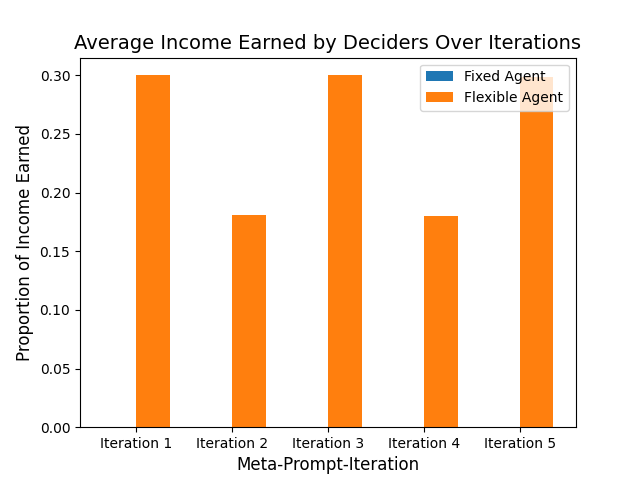 Average Income Earned by Deciders Over Iterations
Fixed Agent
Flexible Agent
Proportion of Income Earned
0.30
0.25
0.20
0.15
0.10
0.05
0.00
Iteration 1 Iteration 2 Iteration 3 Iteration 4 Iteration 5
Meta-Prompt-Iteration